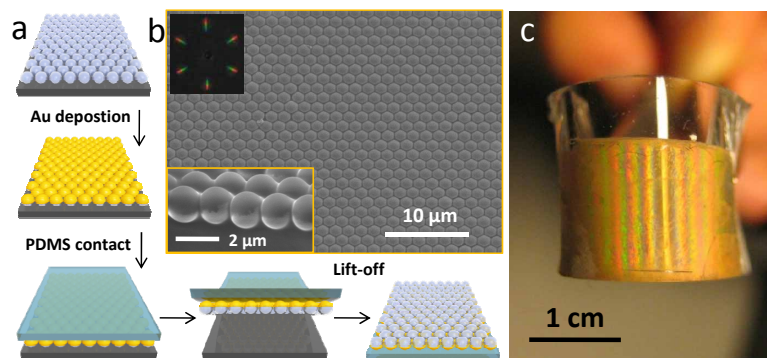 a
Au depostion
PDMS contact
Lift-off
b
2 µm
10 µm
c
1 cm